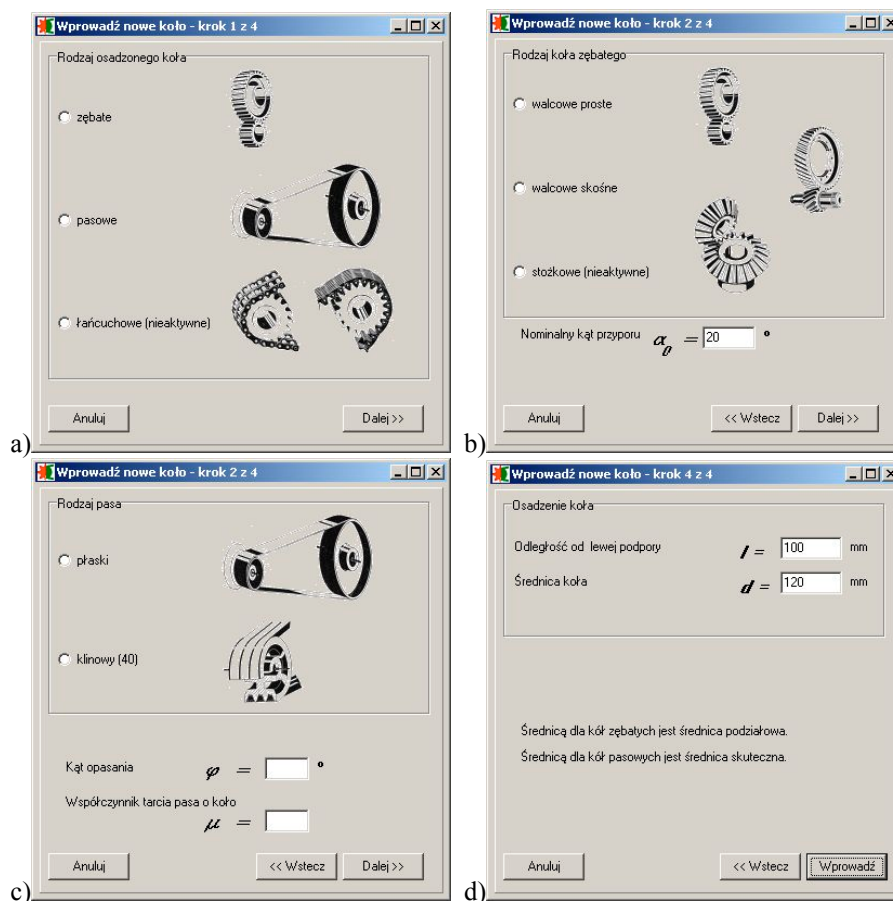 Wprowadź nowe koło - krok 1 z 4
Rodzaj osadzonego koła
zębate
pasowe
łańcuchowe (nieaktywne)
Anuluj
Dalej >>
a)
Wprowadź nowe koło - krok 2 z 4
Rodzaj koła zębatego
walcowe proste
walcowe skośne
stożkowe (nieaktywne)
Nominalny kąt przyporu α₀ = 20 °
Anuluj
<< Wstecz
Dalej >>
b)
Wprowadź nowe koło - krok 2 z 4
Rodzaj pasa
płaski
klinowy (40)
Kąt opasania φ = °
Współczynnik tarcia pasa o koło
μ =
Anuluj
<< Wstecz
Dalej >>
c)
Wprowadź nowe koło - krok 4 z 4
Osadzenie koła
Odległość od lewej podpory l = 100 mm
Średnica koła d = 120 mm
Średnicą dla kół zębatych jest średnica podziałowa.
Średnicą dla kół pasowych jest średnica skuteczna.
Anuluj
<< Wstecz
Wprowadź
d)